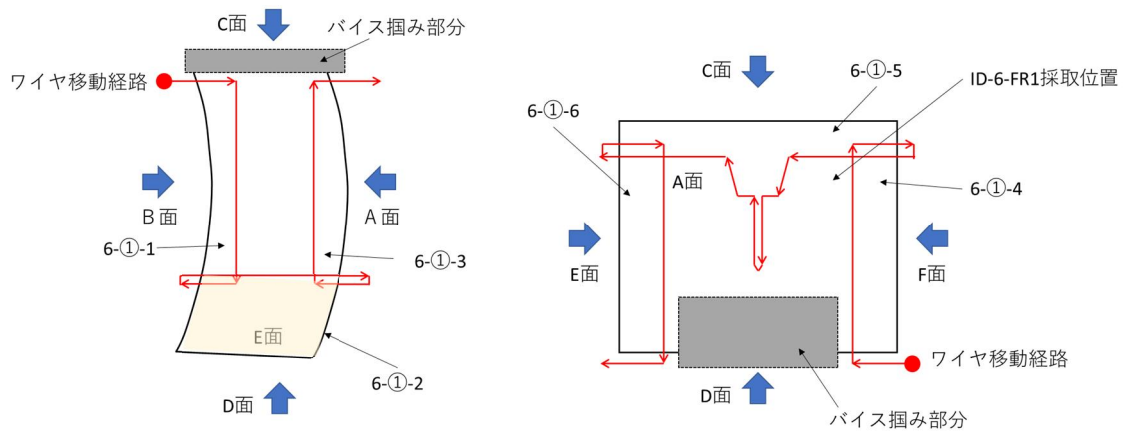 C面
バイス掴み部分
ワイヤ移動経路
B面
A面
6-①-1
6-①-3
E面
6-①-2
D面
C面
6-①-5
ID-6-FR1採取位置
6-①-6
A面
6-①-4
E面
F面
ワイヤ移動経路
D面
バイス掴み部分